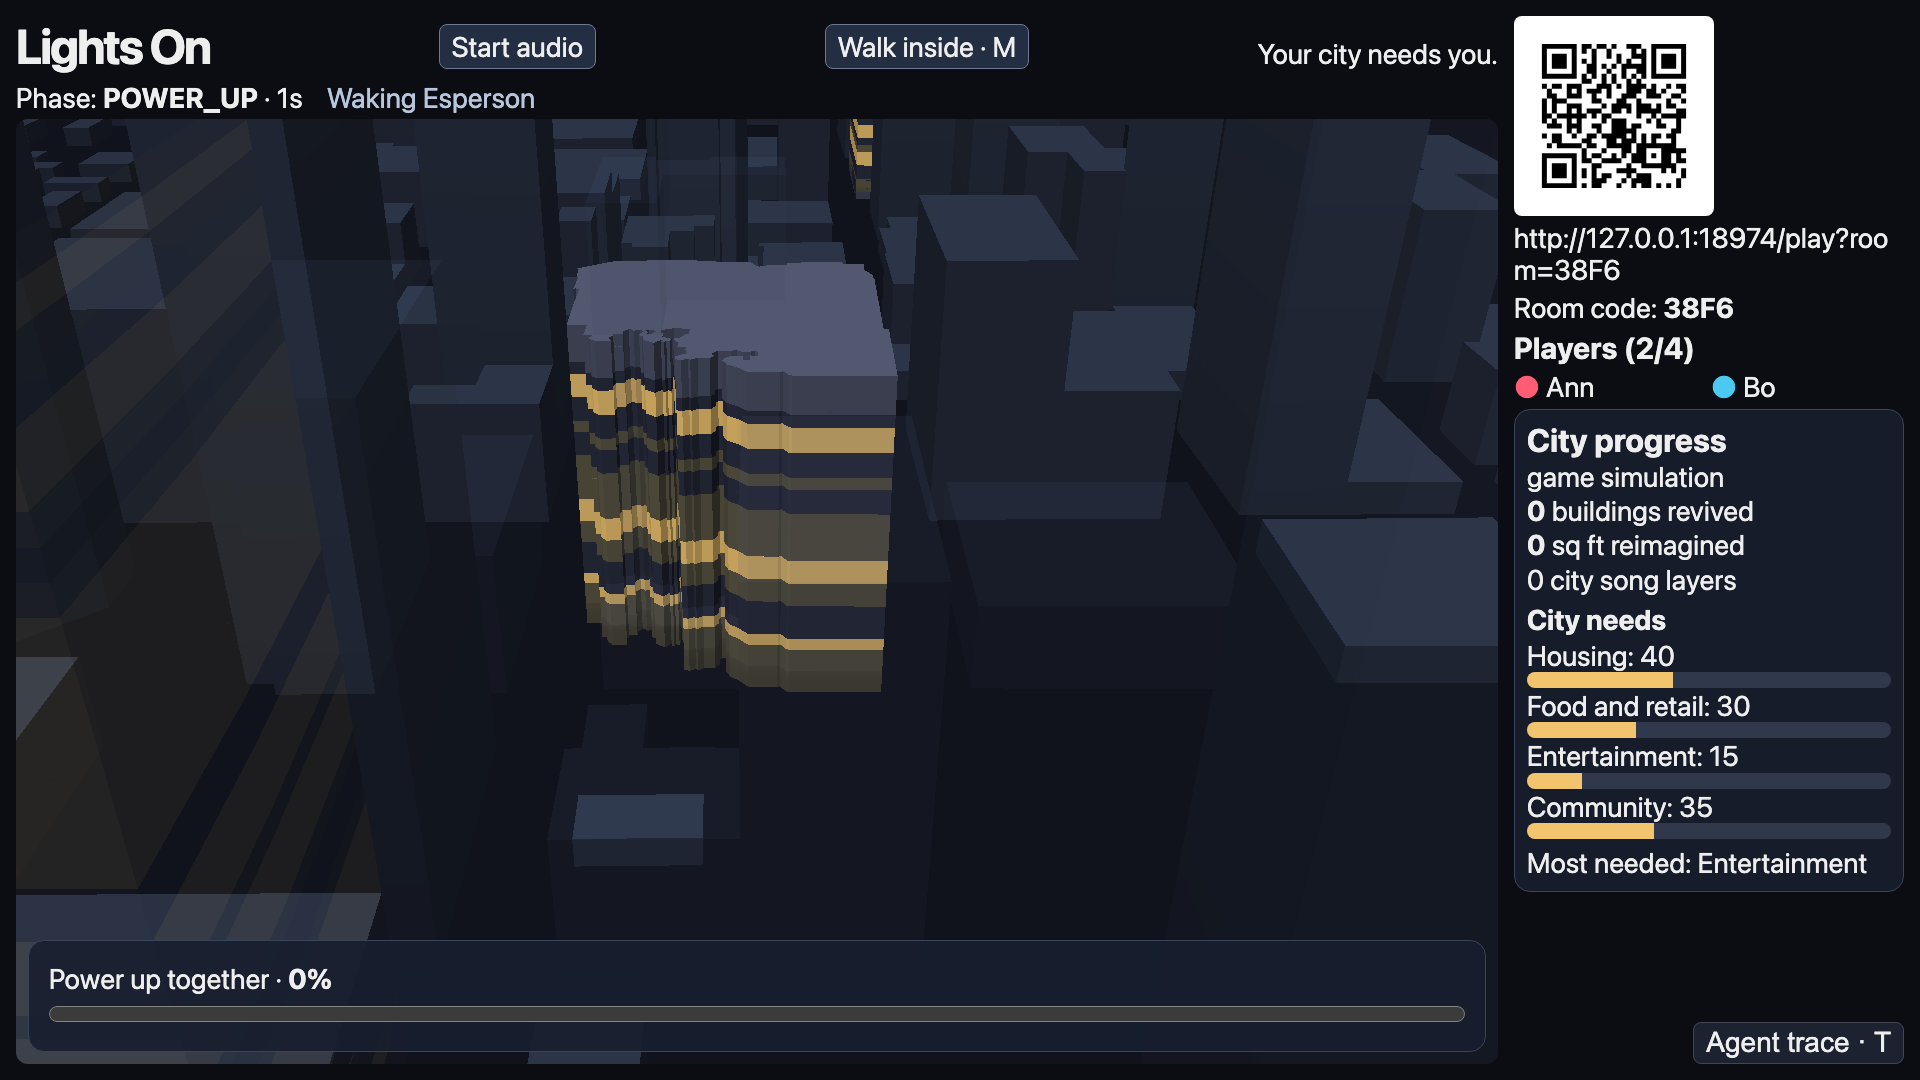 Lights On
Start audio
Walk inside · M
Your city needs you.
Phase: POWER_UP · 1s Waking Esperson
http://127.0.0.1:18974/play?roo
m=38F6
Room code: 38F6
Players (2/4)
Ann
Bo
City progress
game simulation
0 buildings revived
0 sq ft reimagined
0 city song layers
City needs
Housing: 40
Food and retail: 30
Entertainment: 15
Community: 35
Most needed: Entertainment
Power up together · 0%
Agent trace · T